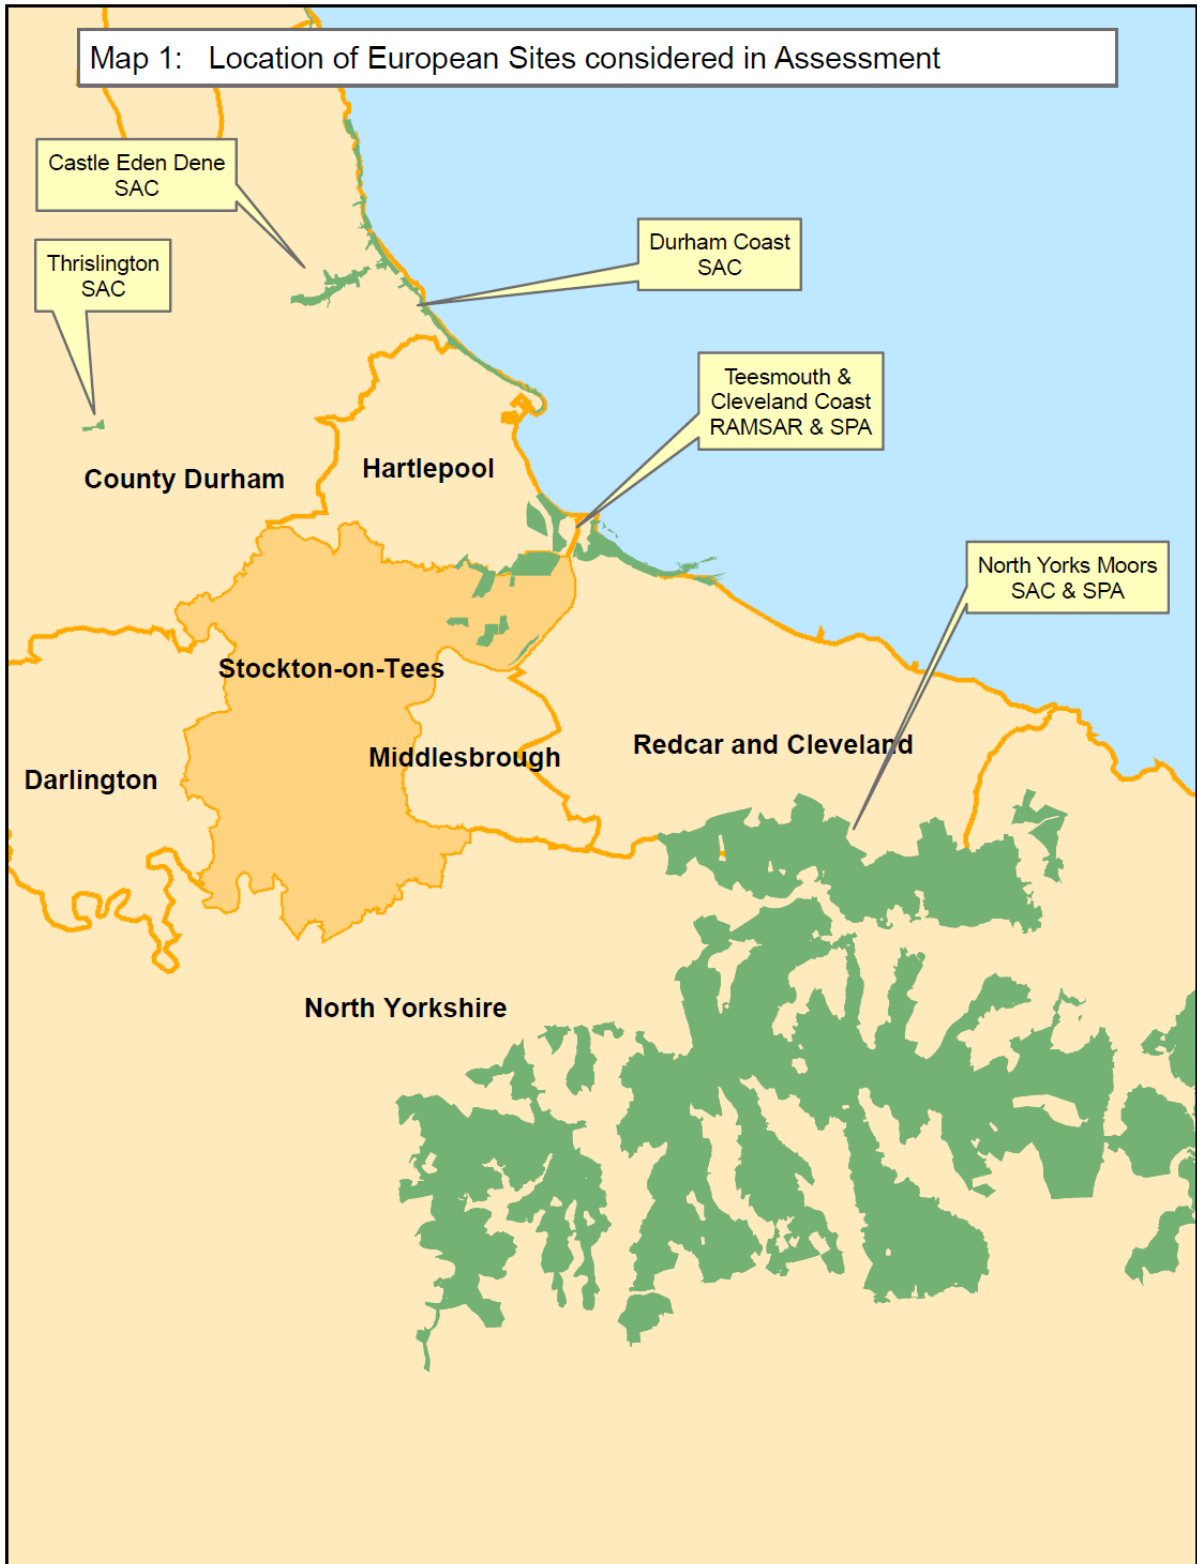 Map 1: Location of European Sites considered in Assessment
Castle Eden Dene
SAC
Durham Coast
SAC
Thrislington
SAC
Teesmouth &
Cleveland Coast
RAMSAR & SPA
Hartlepool
County Durham
North Yorks Moors
SAC & SPA
Stockton-on-Tees
Redcar and Cleveland
Middlesbrough
Darlington
North Yorkshire